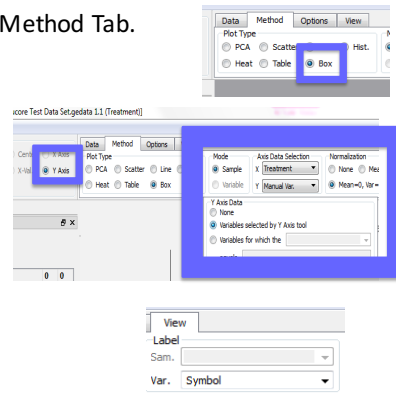 Method Tab.
Data Method Options View
Plot Type
PCA Scatte Hist.
Heat Table Box
score Test Data Set.gedata 1.1 (Treatment)]
Data Method Options
Cent X Axis Plot Type Mode Axis Data Selection Normalization
X-Val Y Axis PCA Scatter Line Sample X Treatment None Mea
Heat Table Box Variable Y Manual Var. Mean=0, Var=
Y Axis Data
None
Variables selected by Y Axis tool
Variables for which the
0 0
View
Label
Sam.
Var. Symbol